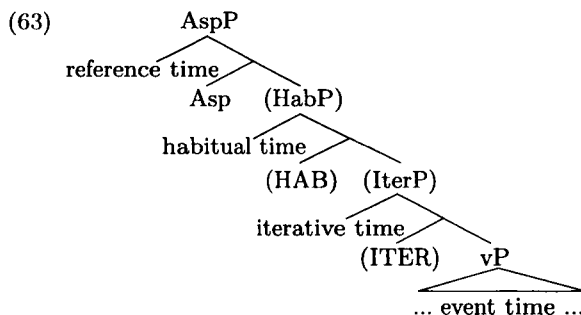 (63) AspP
reference time
Asp (HabP)
habitual time
(HAB) (IterP)
iterative time
(ITER) vP
... event time ...